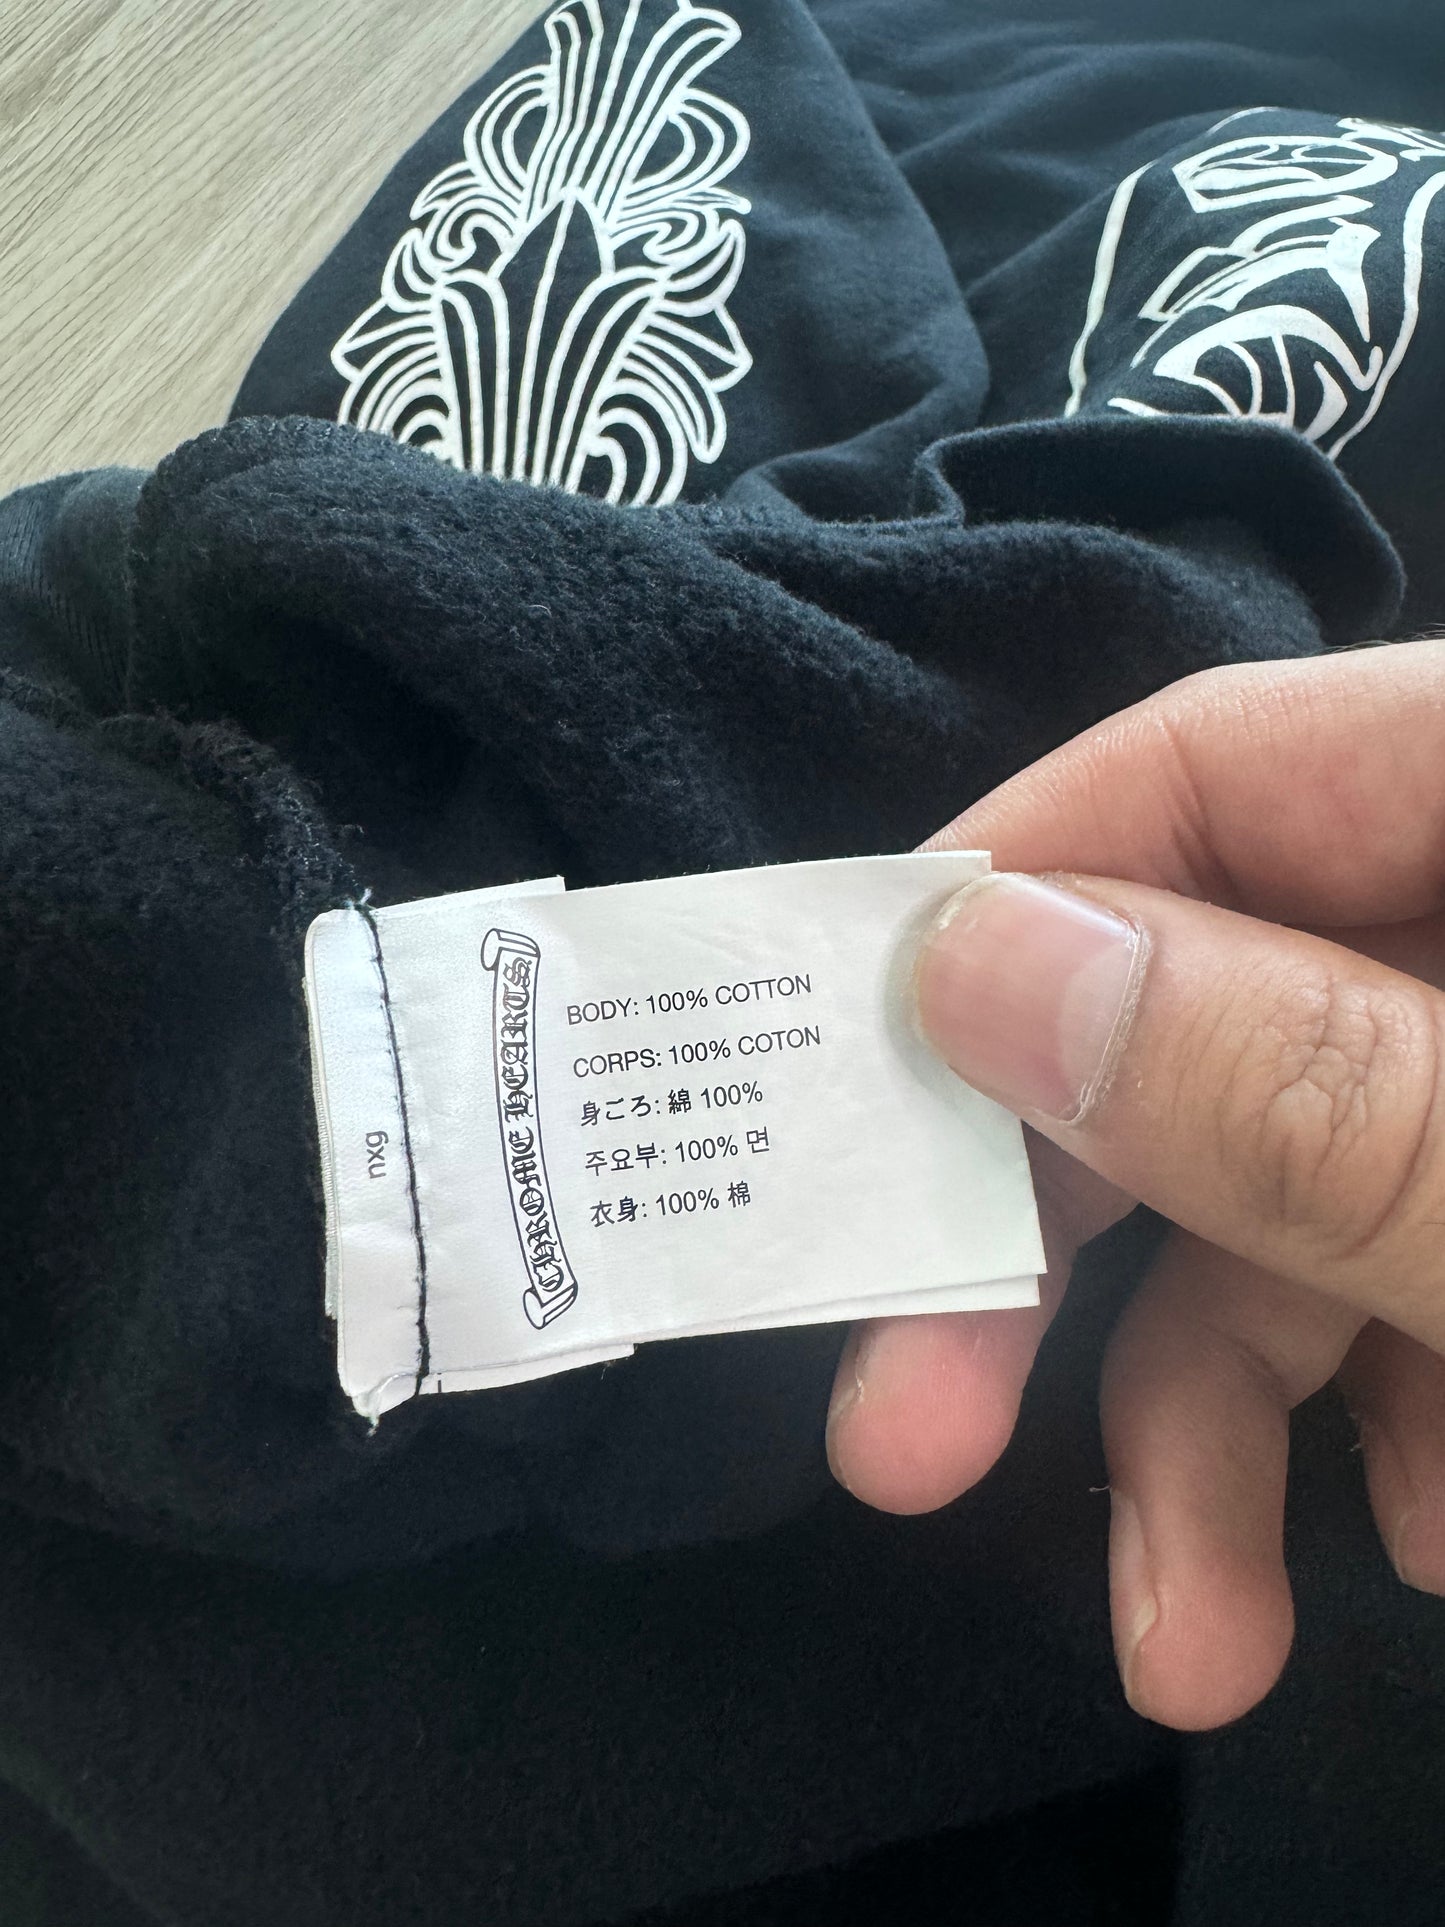 CHROME HEARTS
BODY: 100% COTTON
CORPS: 100% COTON
身ごろ: 綿 100%
주요부: 100% 면
衣身: 100% 棉
nxg